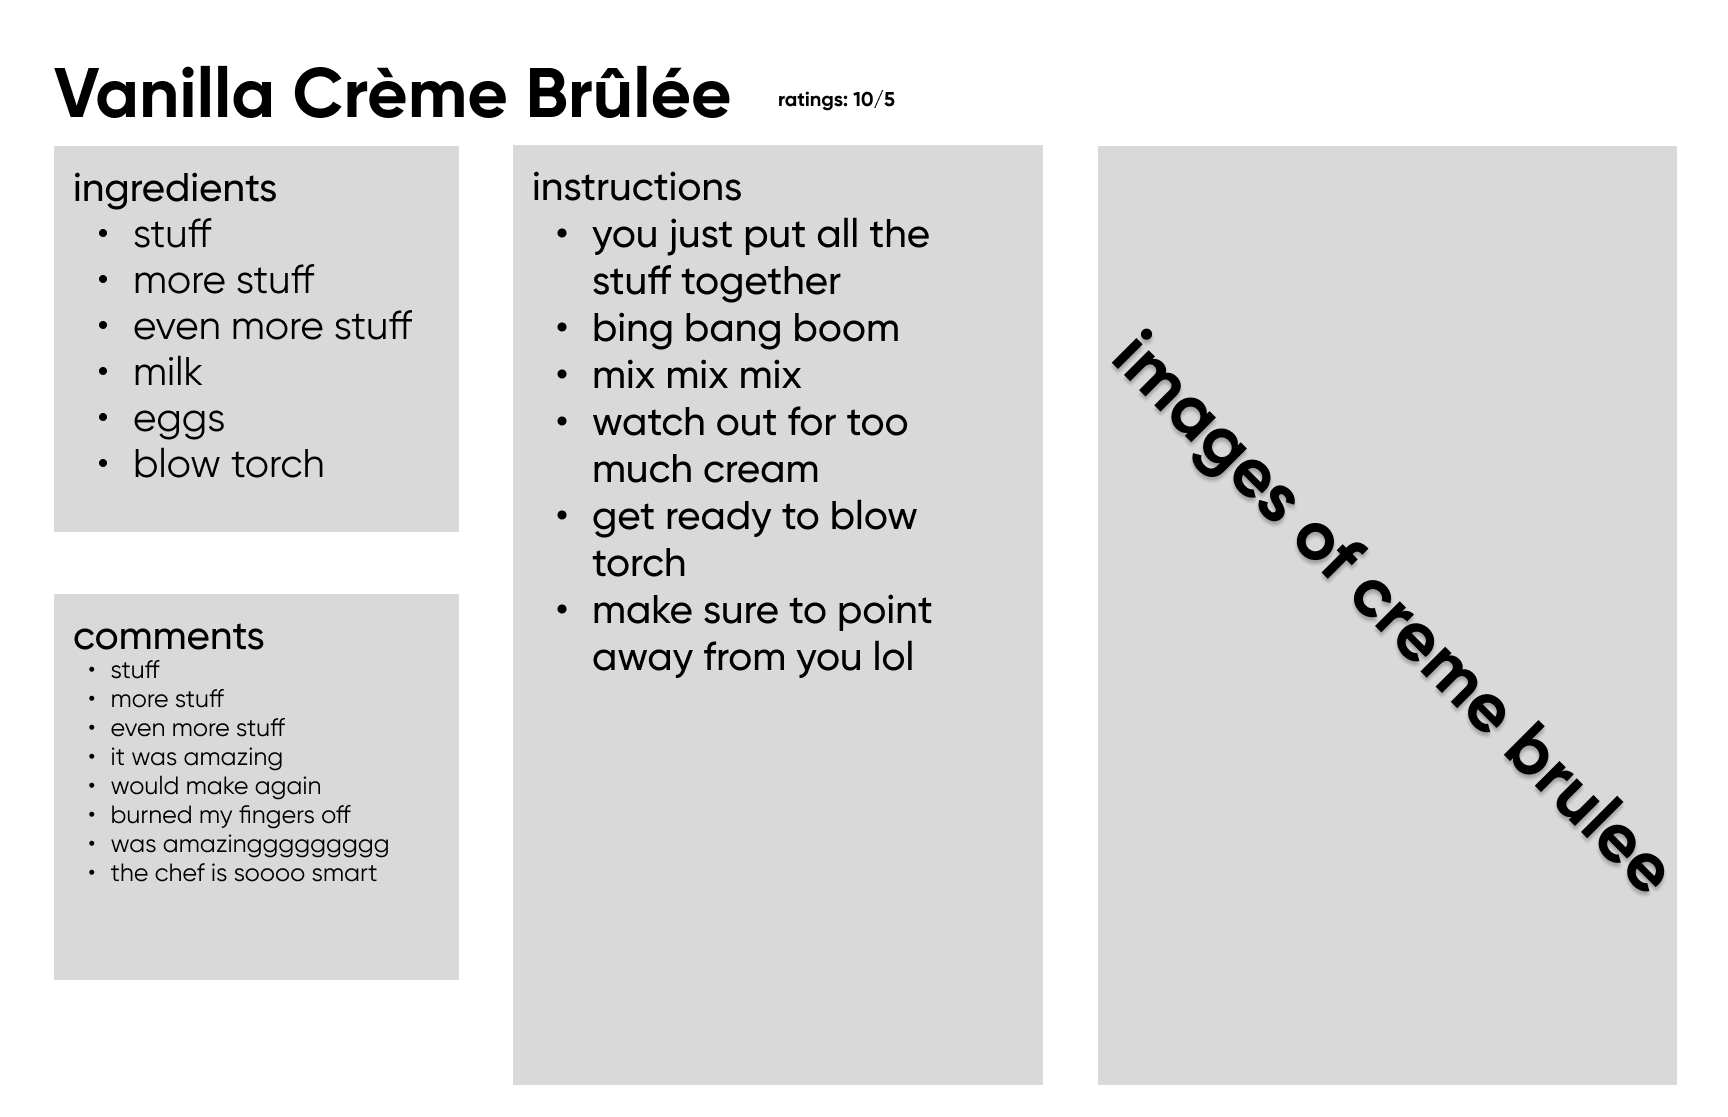 Vanilla Crème Brûlée
ratings: 10/5
ingredients
• stuff
• more stuff
• even more stuff
• milk
• eggs
• blow torch
comments
• stuff
• more stuff
• even more stuff
• it was amazing
• would make again
• burned my fingers off
• was amazingggggggggg
• the chef is soooo smart
instructions
• you just put all the
stuff together
• bing bang boom
• mix mix mix
• watch out for too
much cream
• get ready to blow
torch
• make sure to point
away from you lol
images of creme brulee